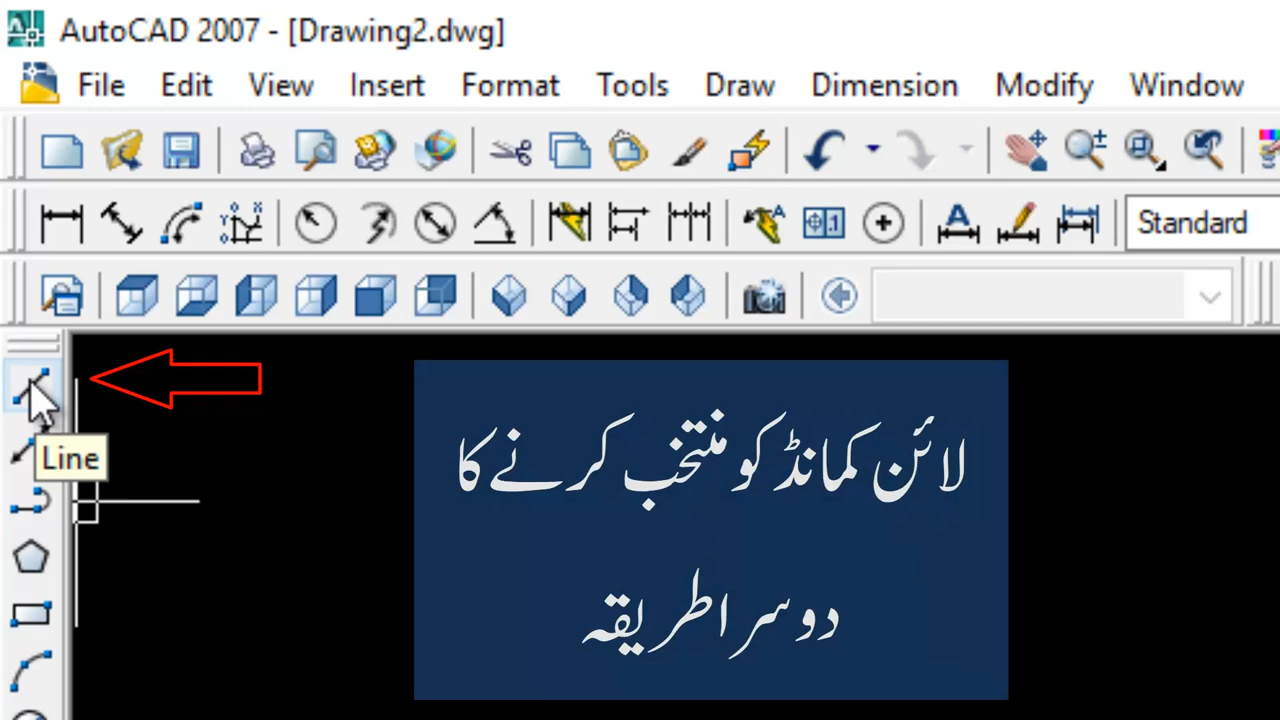 AutoCAD 2007 - [Drawing2.dwg]
File Edit View Insert Format Tools Draw Dimension Modify Window
Standard
Line
لائن کمانڈ کو منتخب کرنے کا
دوسرا طریقہ